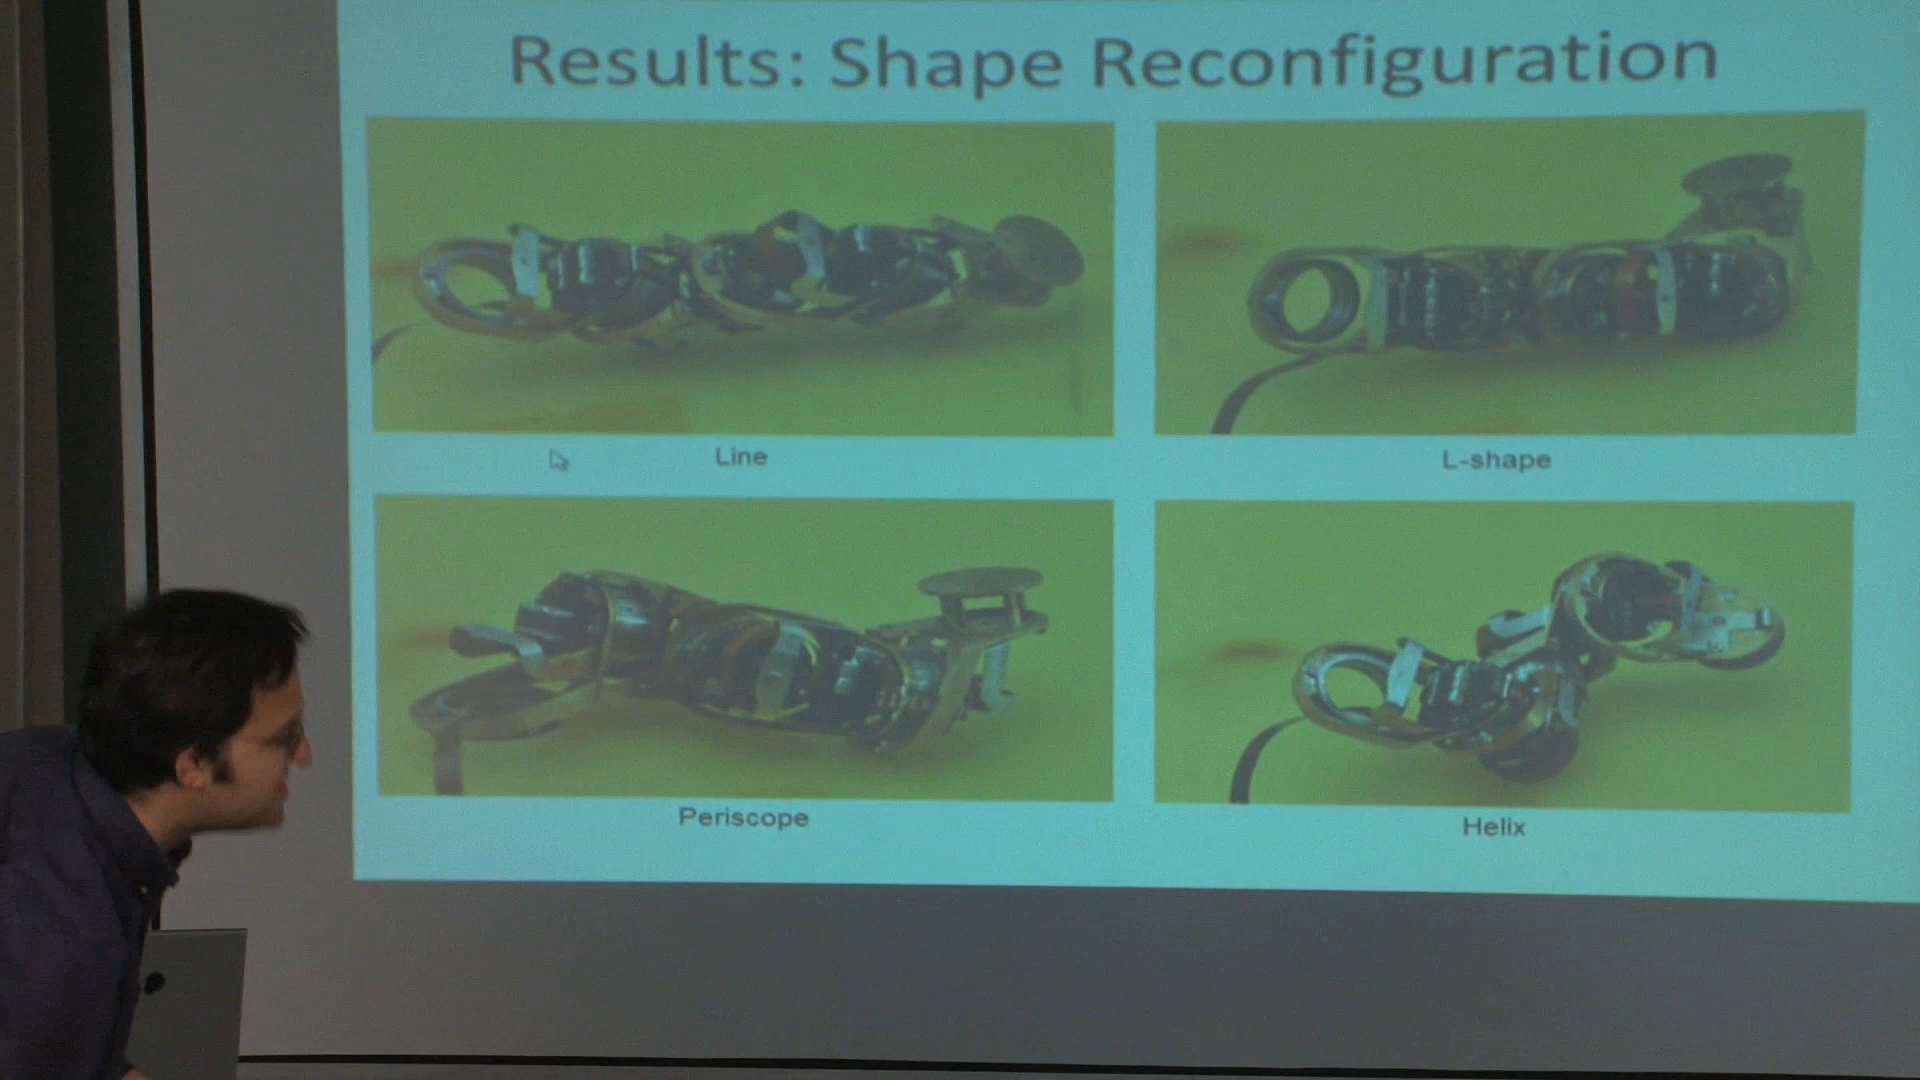 Results: Shape Reconfiguration
Line
L-shape
Periscope
Helix